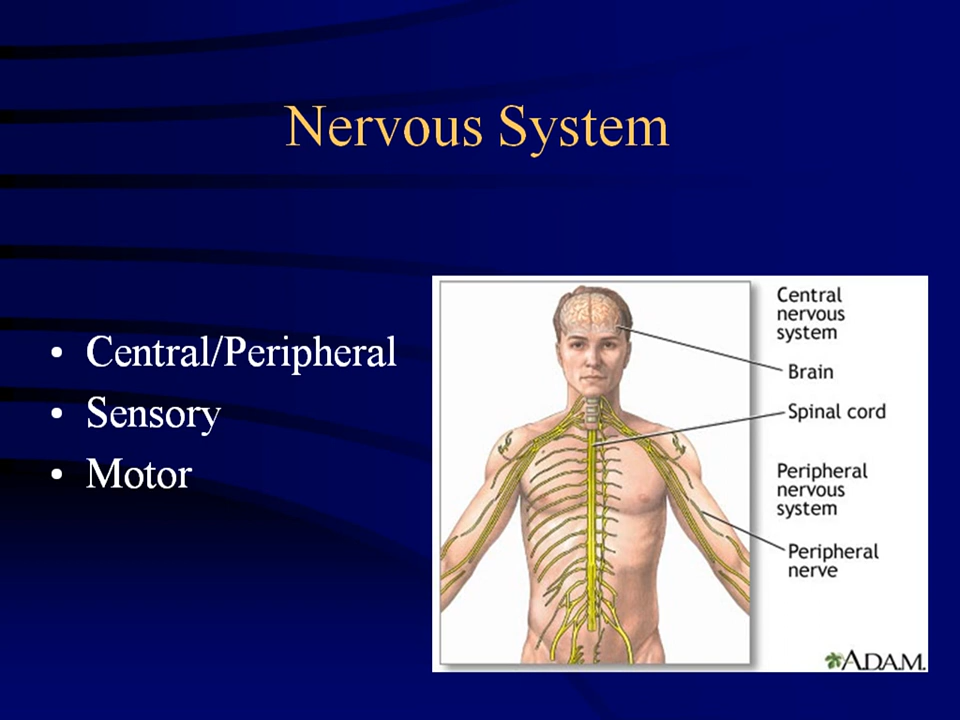 Nervous System
• Central/Peripheral
• Sensory
• Motor
Central
nervous
system
Brain
Spinal cord
Peripheral
nervous
system
Peripheral
nerve
A.D.A.M.